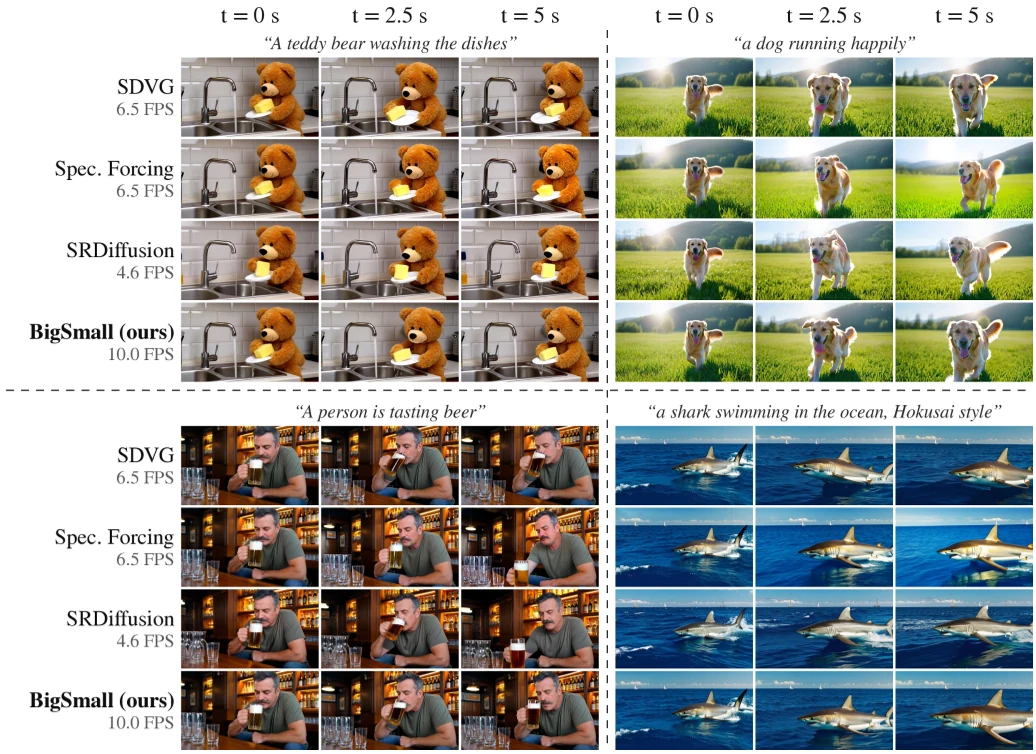 t = 0 s t = 2.5 s t = 5 s t = 0 s t = 2.5 s t = 5 s
“A teddy bear washing the dishes” “a dog running happily”
SDVG
6.5 FPS
Spec. Forcing
6.5 FPS
SRDiffusion
4.6 FPS
BigSmall (ours)
10.0 FPS
“A person is tasting beer” “a shark swimming in the ocean, Hokusai style”
SDVG
6.5 FPS
Spec. Forcing
6.5 FPS
SRDiffusion
4.6 FPS
BigSmall (ours)
10.0 FPS